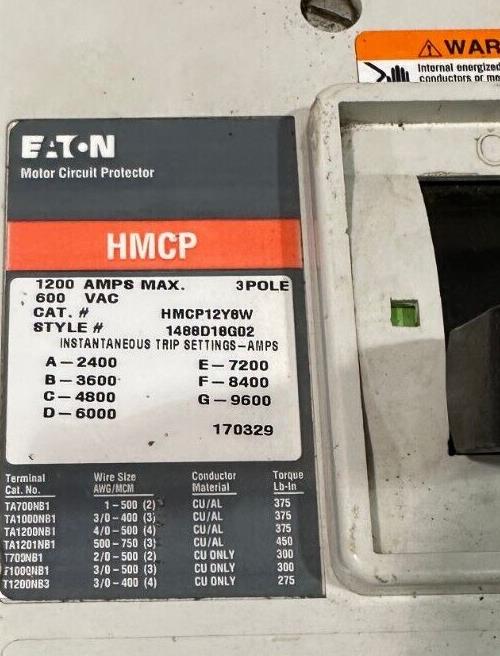 WAR
Internal energized
conductors or me
EATON
Motor Circuit Protector
HMCP
1200 AMPS MAX. 3POLE
600 VAC
CAT. # HMCP12Y8W
STYLE # 1488D18G02
INSTANTANEOUS TRIP SETTINGS-AMPS
A-2400 E-7200
B-3600 F-8400
C-4800 G-9600
D-6000
170329
Terminal Wire Size Conductor Torque
Cat. No. AWG/MCM Material Lb-In
TA700NB1 1-500 (2) CU/AL 375
TA1000NB1 3/0-400 (3) CU/AL 375
TA1200NB1 4/0-500 (4) CU/AL 375
TA1201NB1 500-750 (3) CU/AL 450
T700NB1 2/0-500 (2) CU ONLY 300
T1000NB1 3/0-500 (3) CU ONLY 300
T1200NB3 3/0-400 (4) CU ONLY 275